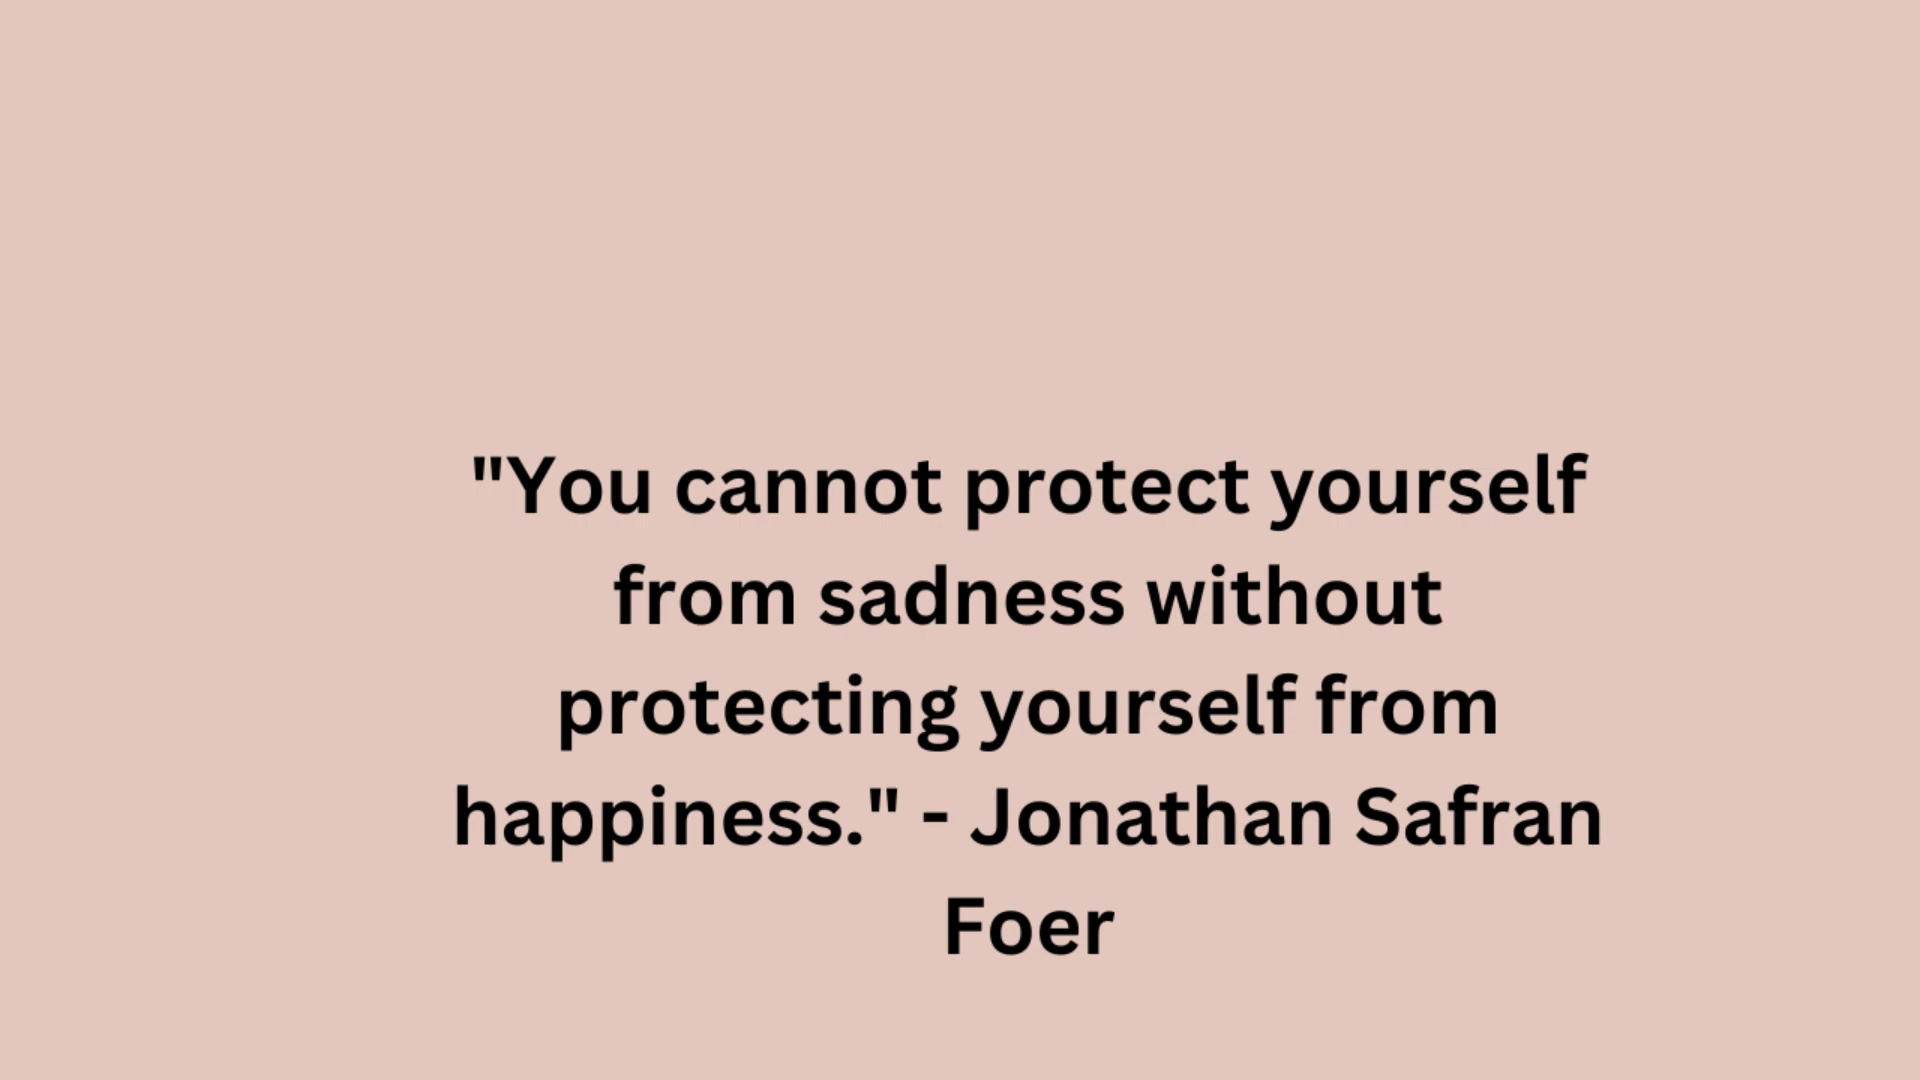 "You cannot protect yourself
from sadness without
protecting yourself from
happiness." - Jonathan Safran
Foer